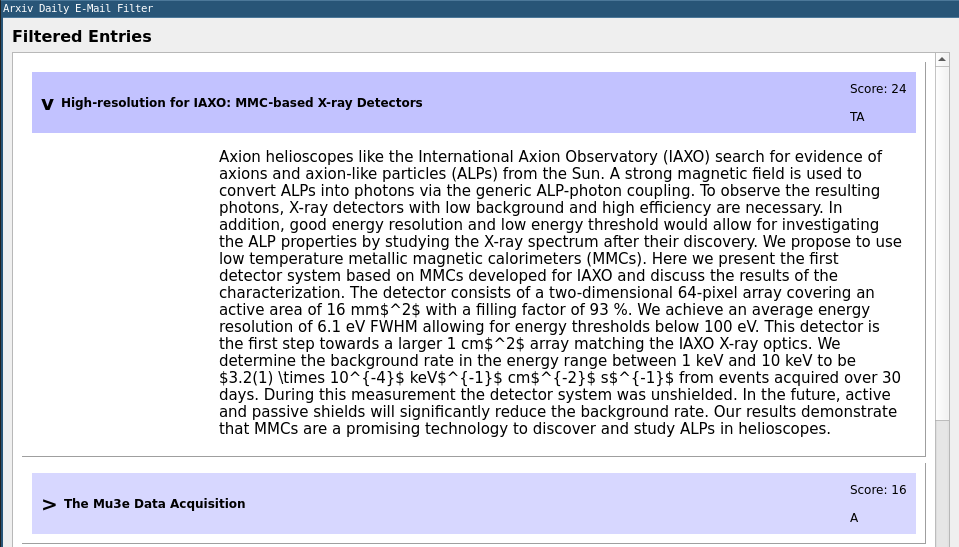 Arxiv Daily E-Mail Filter
Filtered Entries
v High-resolution for IAXO: MMC-based X-ray Detectors
Score: 24
TA
Axion helioscopes like the International Axion Observatory (IAXO) search for evidence of
axions and axion-like particles (ALPs) from the Sun. A strong magnetic field is used to
convert ALPs into photons via the generic ALP-photon coupling. To observe the resulting
photons, X-ray detectors with low background and high efficiency are necessary. In
addition, good energy resolution and low energy threshold would allow for investigating
the ALP properties by studying the X-ray spectrum after their discovery. We propose to use
low temperature metallic magnetic calorimeters (MMCs). Here we present the first
detector system based on MMCs developed for IAXO and discuss the results of the
characterization. The detector consists of a two-dimensional 64-pixel array covering an
active area of 16 mm$^2$ with a filling factor of 93 %. We achieve an average energy
resolution of 6.1 eV FWHM allowing for energy thresholds below 100 eV. This detector is
the first step towards a larger 1 cm$^2$ array matching the IAXO X-ray optics. We
determine the background rate in the energy range between 1 keV and 10 keV to be
$3.2(1) \times 10^{-4}$ keV$^{-1}$ cm$^{-2}$ s$^{-1}$ from events acquired over 30
days. During this measurement the detector system was unshielded. In the future, active
and passive shields will significantly reduce the background rate. Our results demonstrate
that MMCs are a promising technology to discover and study ALPs in helioscopes.
> The Mu3e Data Acquisition
Score: 16
A